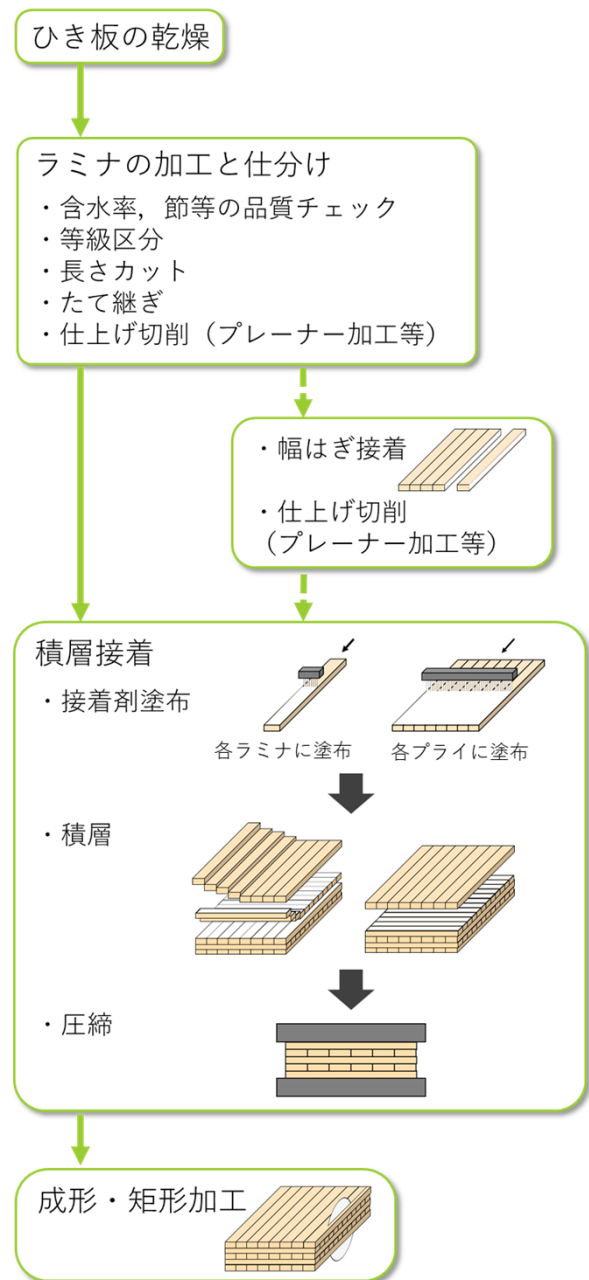 ひき板の乾燥
ラミナの加工と仕分け
・含水率，節等の品質チェック
・等級区分
・長さカット
・たて継ぎ
・仕上げ切削（プレーナー加工等）
・幅はぎ接着
・仕上げ切削
（プレーナー加工等）
積層接着
・接着剤塗布
各ラミナに塗布
各プライに塗布
・積層
・圧締
成形・矩形加工